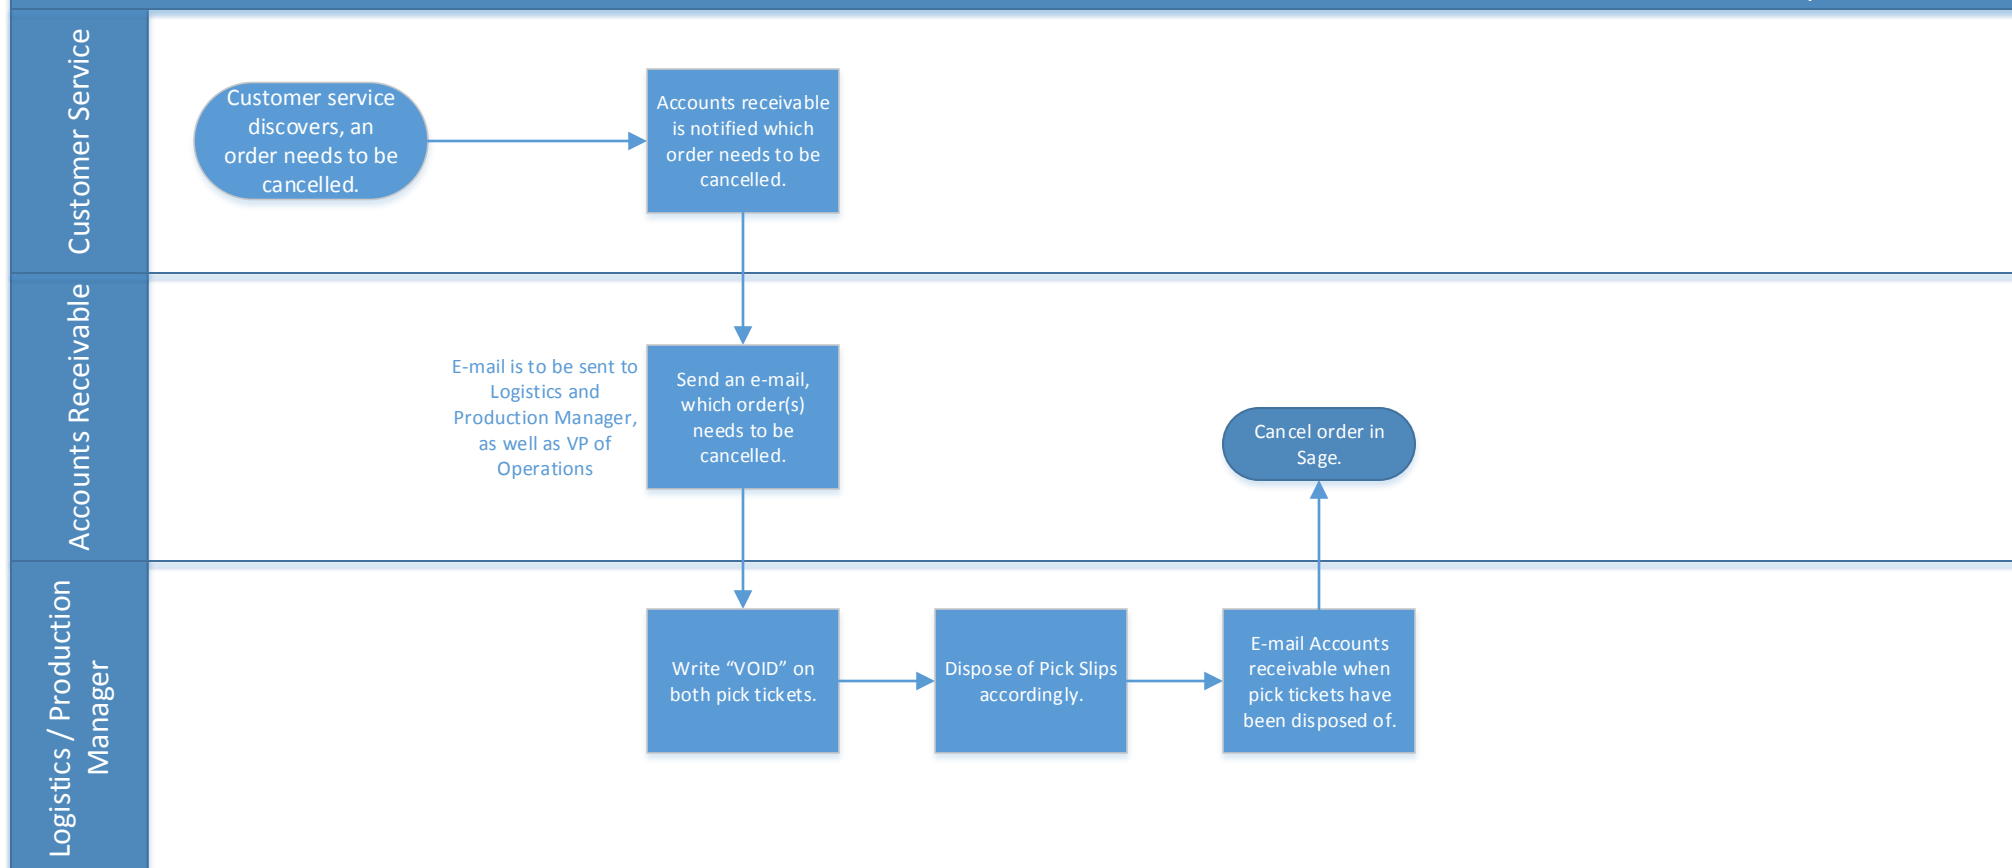 Customer Service
Customer service
discovers, an
order needs to be
cancelled.
Accounts receivable
is notified which
order needs to be
cancelled.
Accounts Receivable
E-mail is to be sent to
Logistics and
Production Manager,
as well as VP of
Operations
Send an e-mail,
which order(s)
needs to be
cancelled.
Cancel order in
Sage.
Logistics / Production
Manager
Write “VOID” on
both pick tickets.
Dispose of Pick Slips
accordingly.
E-mail Accounts
receivable when
pick tickets have
been disposed of.